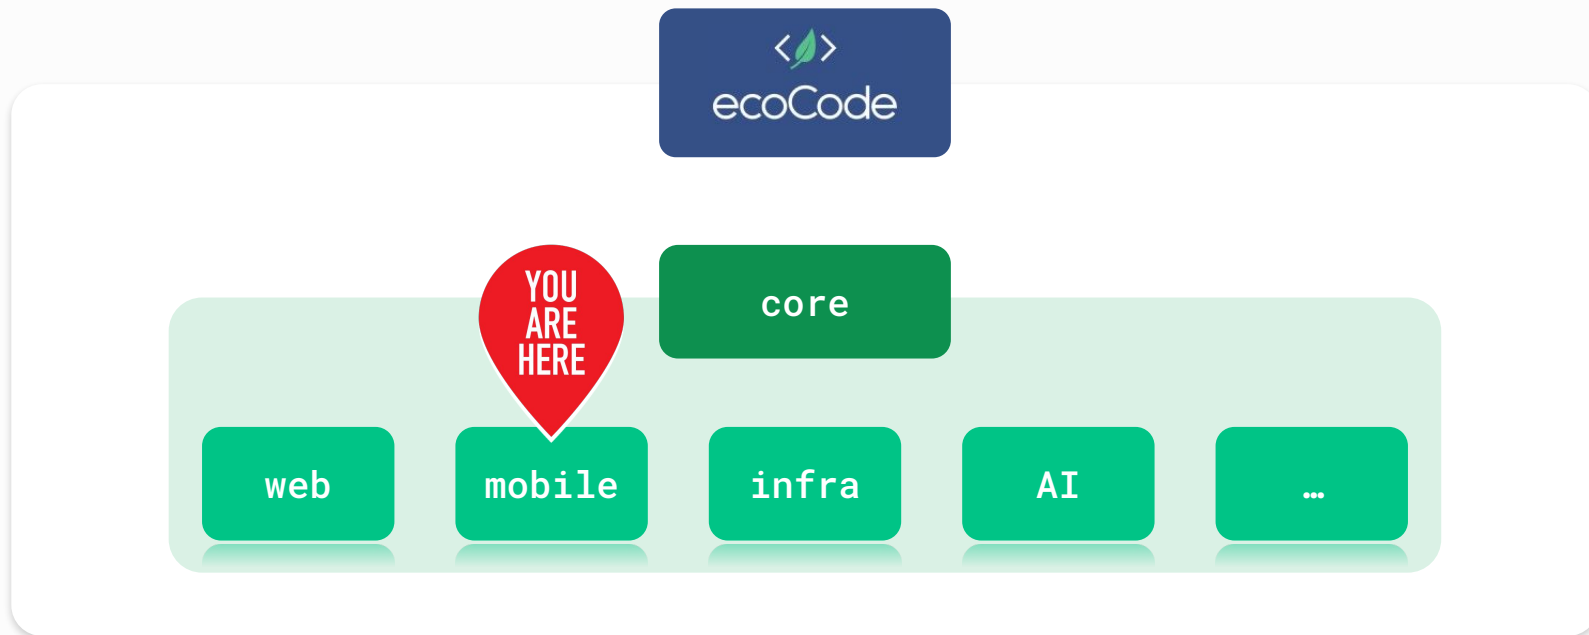 ecoCode
YOU
ARE
HERE
core
web
mobile
infra
AI
…